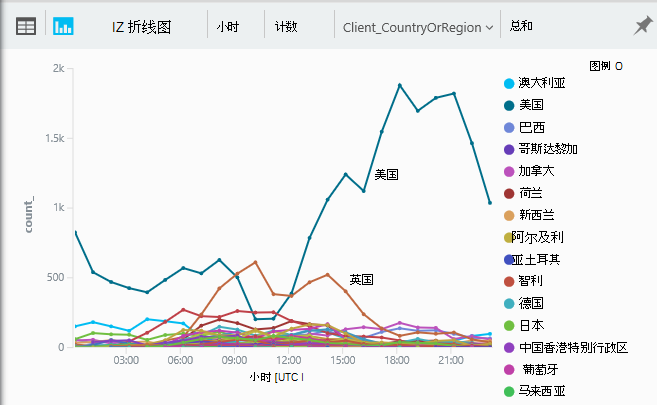 IZ 折线图 小时 计数 Client_CountryOrRegion 总和
图例
2k
1.5k
1k
500
0
count_
美国
英国
03:00 06:00 09:00 12:00 15:00 18:00 21:00
小时 [UTC I
澳大利亚
美国
巴西
哥斯达黎加
加拿大
荷兰
新西兰
阿尔及利
亚土耳其
智利
德国
日本
中国香港特别行政区
葡萄牙
马来西亚